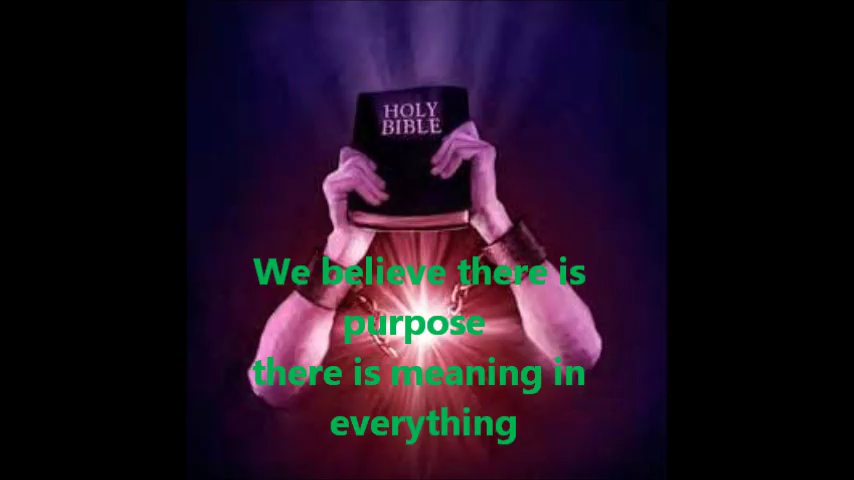 HOLY
BIBLE
We believe there is
purpose
there is meaning in
everything